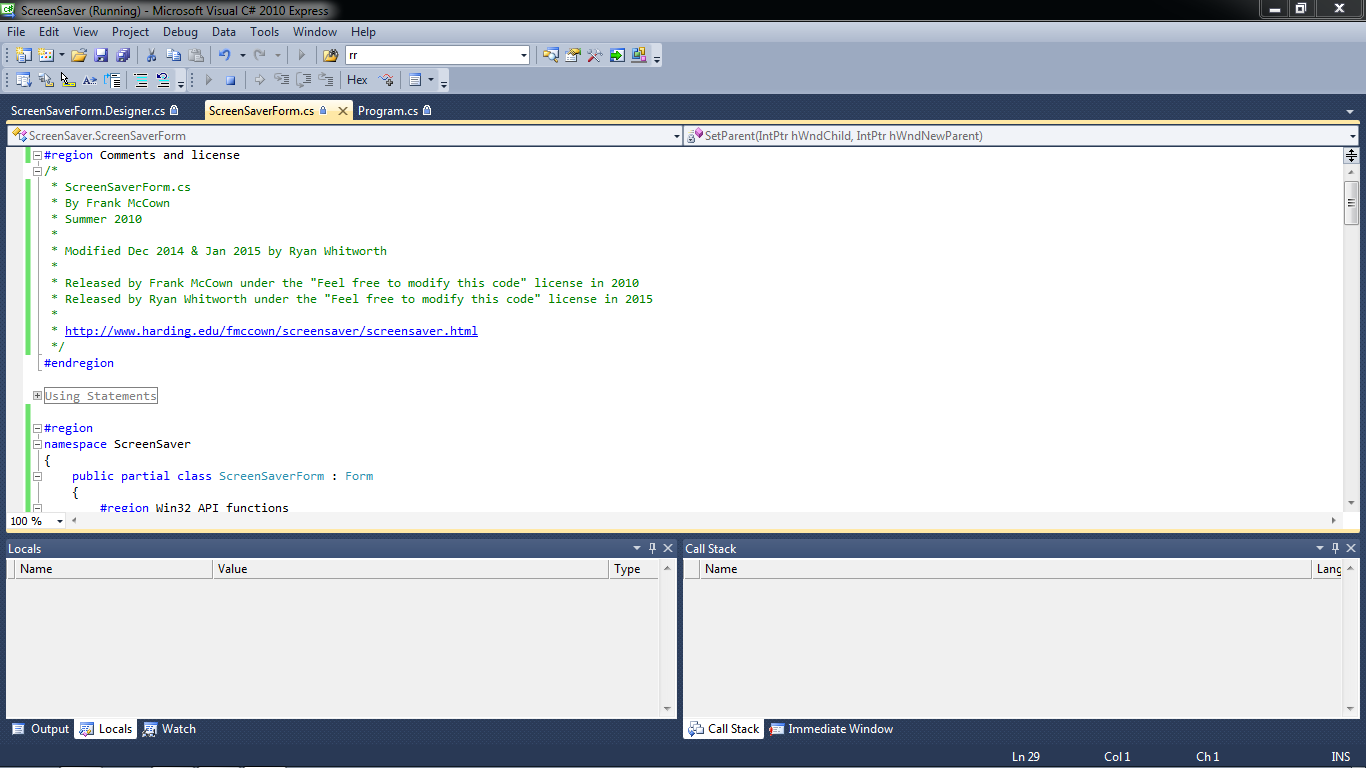 ScreenSaver (Running) - Microsoft Visual C# 2010 Express
File Edit View Project Debug Data Tools Window Help
rr
Hex
ScreenSaverForm.Designer.cs ScreenSaverForm.cs Program.cs
ScreenSaver.ScreenSaverForm SetParent(IntPtr hWndChild, IntPtr hWndNewParent)
#region Comments and license
/*
* ScreenSaverForm.cs
* By Frank McCown
* Summer 2010
*
* Modified Dec 2014 & Jan 2015 by Ryan Whitworth
*
* Released by Frank McCown under the "Feel free to modify this code" license in 2010
* Released by Ryan Whitworth under the "Feel free to modify this code" license in 2015
*
* http://www.harding.edu/fmccown/screensaver/screensaver.html
*/
#endregion
Using Statements
#region
namespace ScreenSaver
{
public partial class ScreenSaverForm : Form
{
#region Win32 API functions
100 %
Locals
Name Value Type
Call Stack
Name Lang
Output Locals Watch
Call Stack Immediate Window
Ln 29 Col 1 Ch 1 INS